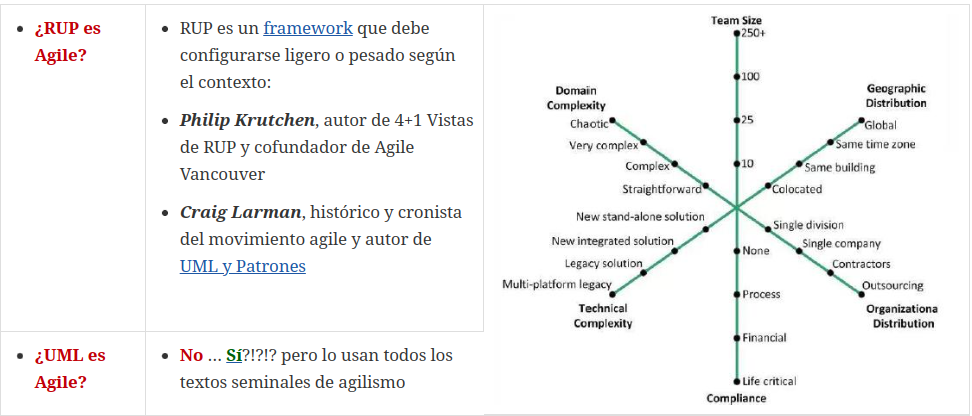 ¿RUP es
Agile?
RUP es un framework que debe
configurarse ligero o pesado según
el contexto:
Philip Krutchen, autor de 4+1 Vistas
de RUP y cofundador de Agile
Vancouver
Craig Larman, histórico y cronista
del movimiento agile y autor de
UML y Patrones
Team Size
250+
100
25
10
Domain
Complexity
Chaotic
Very complex
Complex
Straightforward
Geographic
Distribution
Global
Same time zone
Same building
Colocated
New stand-alone solution
New integrated solution
Legacy solution
Multi-platform legacy
Technical
Complexity
Single division
Single company
Contractors
Outsourcing
Organizationa
Distribution
None
Process
Financial
Life critical
Compliance
¿UML es
Agile?
No ... Sí?!?!? pero lo usan todos los
textos seminales de agilismo